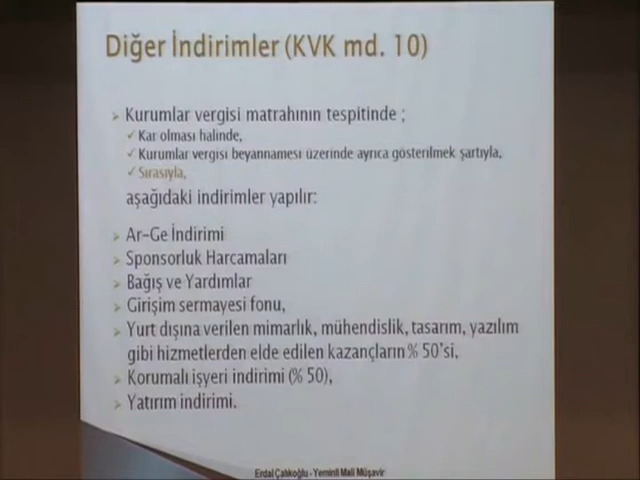 Diğer İndirimler (KVK md. 10)
Kurumlar vergisi matrahının tespitinde ;
Kar olması halinde,
Kurumlar vergisi beyannamesi üzerinde ayrıca gösterilmek şartıyla,
Sırasıyla,
aşağıdaki indirimler yapılır:
Ar-Ge İndirimi
Sponsorluk Harcamaları
Bağış ve Yardımlar
Girişim sermayesi fonu,
Yurt dışına verilen mimarlık, mühendislik, tasarım, yazılım
gibi hizmetlerden elde edilen kazançların % 50'si,
Korumalı işyeri indirimi (% 50),
Yatırım indirimi.
Erdal Çalıkoğlu - Yeminli Mali Müşavir